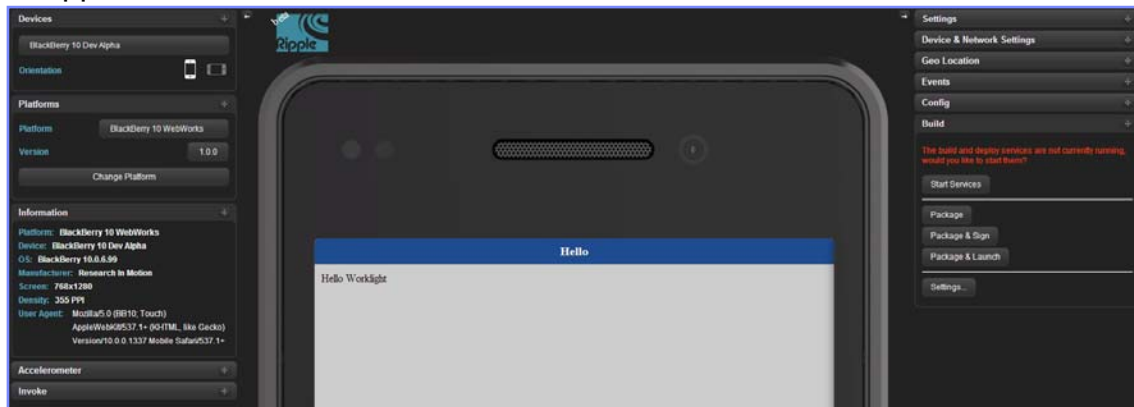 Devices
BlackBerry 10 Dev Alpha
Orientation
Platforms
Platform BlackBerry 10 WebWorks
Version 1.0.0
Change Platform
Information
Platform: BlackBerry 10 WebWorks
Device: BlackBerry 10 Dev Alpha
OS: BlackBerry 10.0.6.99
Manufacturer: Research In Motion
Screen: 768x1280
Density: 355 PPI
User Agent: Mozilla/5.0 (BB10; Touch)
AppleWebKit/537.1+ (KHTML, like Gecko)
Version/10.0.0.1337 Mobile Safari/537.1+
Accelerometer
Invoke
beta
Ripple
Hello
Hello Worklight
Settings
Device & Network Settings
Geo Location
Events
Config
Build
The build and deploy services are not currently running,
would you like to start them?
Start Services
Package
Package & Sign
Package & Launch
Settings...